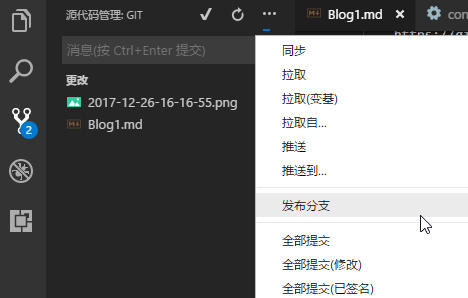 源代码管理: GIT
Blog1.md
con
https://gi
消息(按 Ctrl+Enter 提交)
更改
2017-12-26-16-16-55.png
Blog1.md
2
同步
拉取
拉取(变基)
拉取自...
推送
推送到...
发布分支
全部提交
全部提交(修改)
全部提交(已签名)